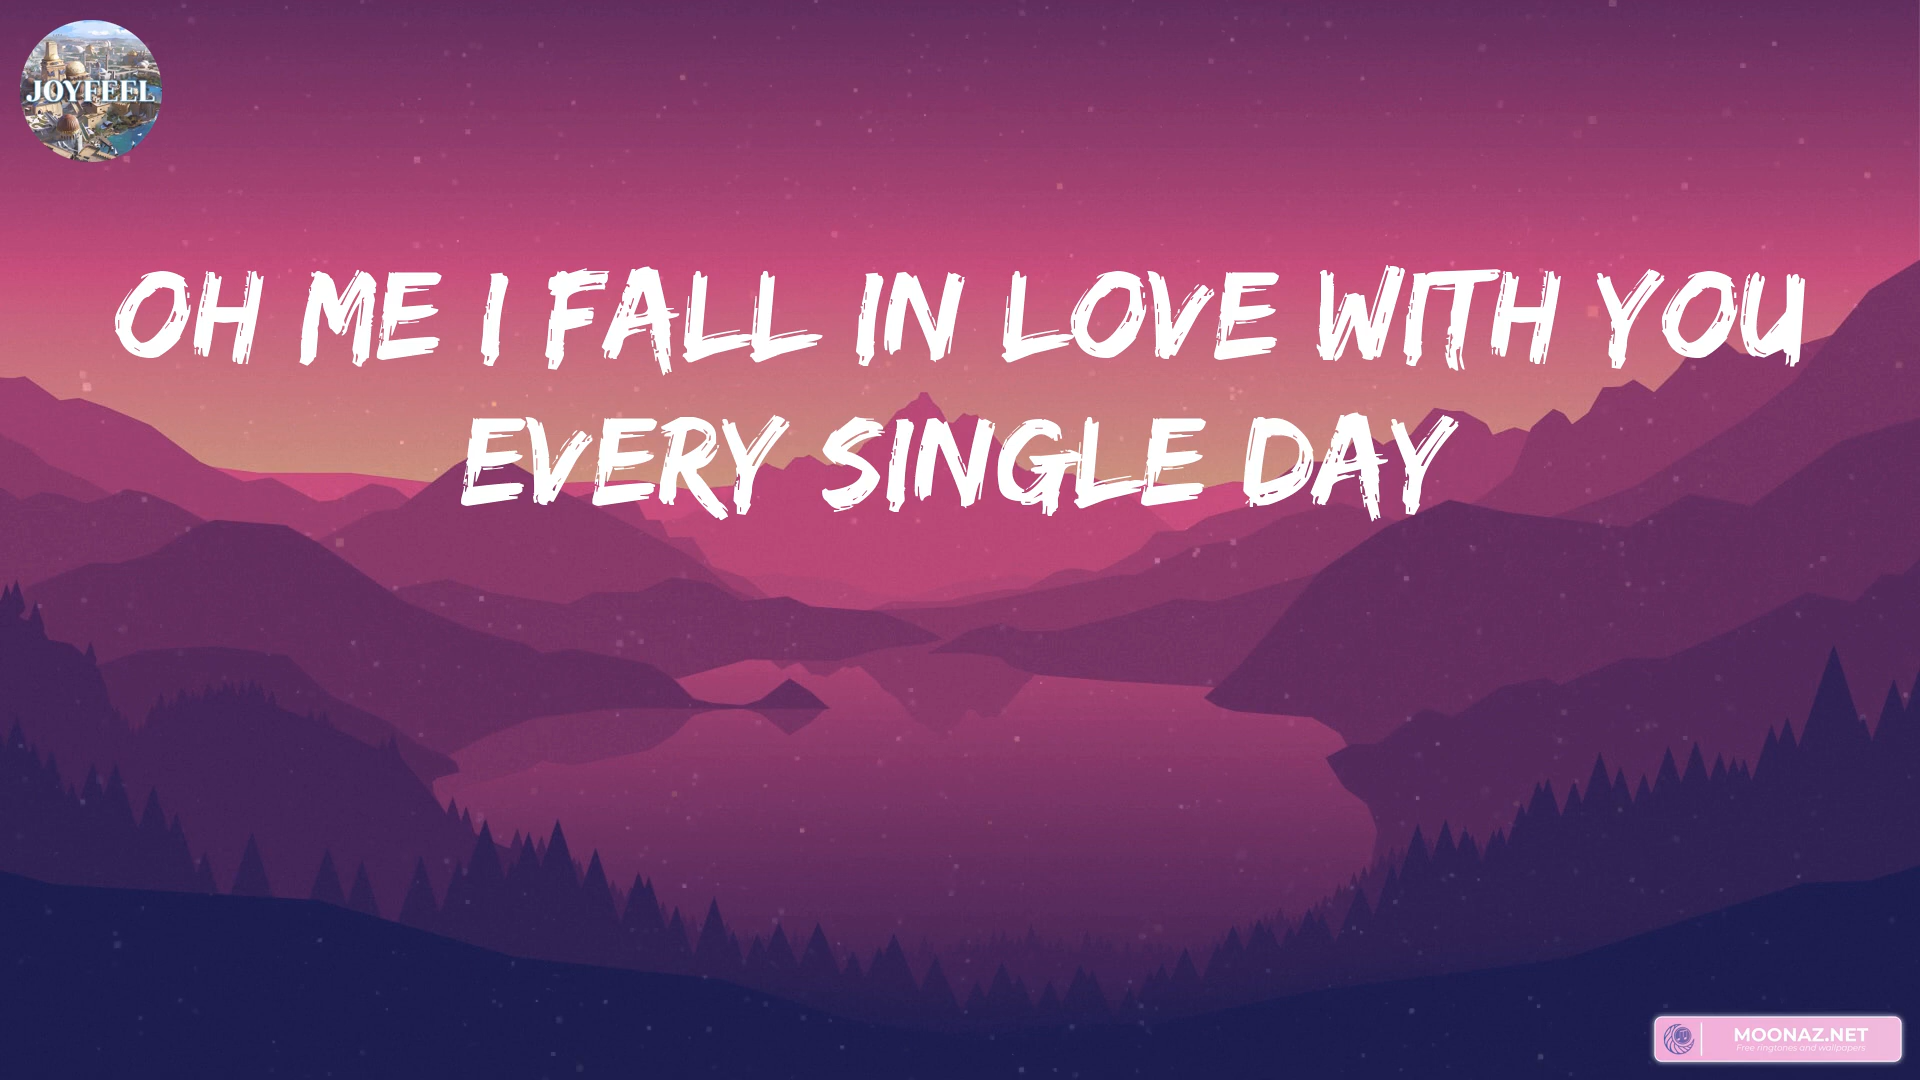 JOYFEEL
OH ME I FALL IN LOVE WITH YOU
EVERY SINGLE DAY
MOONAZ.NET
Free ringtones and wallpapers